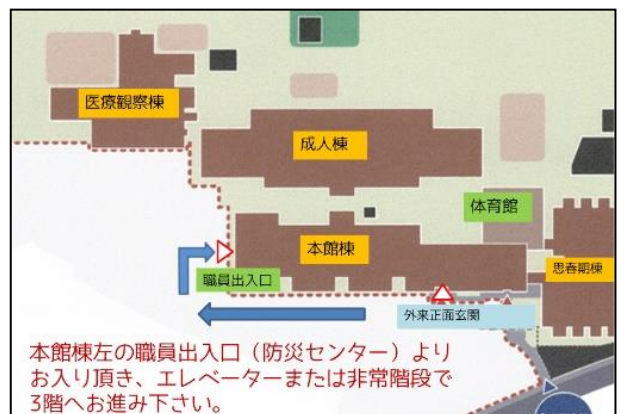 医療観察棟
成人棟
体育館
本館棟
思春期棟
職員出入口
外来正面玄関
本館棟左の職員出入口（防災センター）より
お入り頂き、エレベーターまたは非常階段で
3階へお進み下さい。